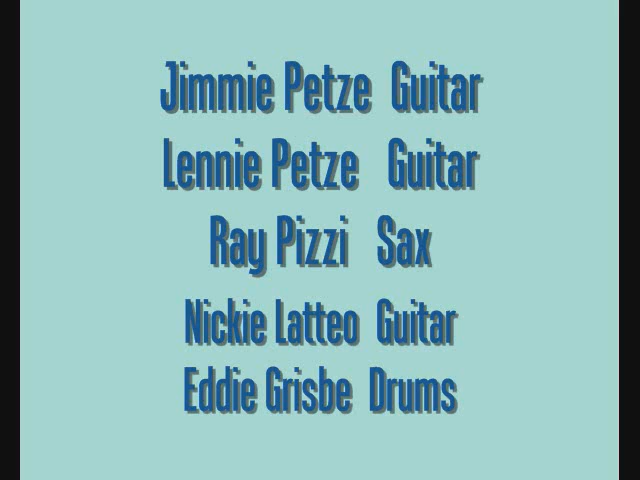 Jimmie Petze Guitar
Lennie Petze Guitar
Ray Pizzi Sax
Nickie Latteo Guitar
Eddie Grisbe Drums